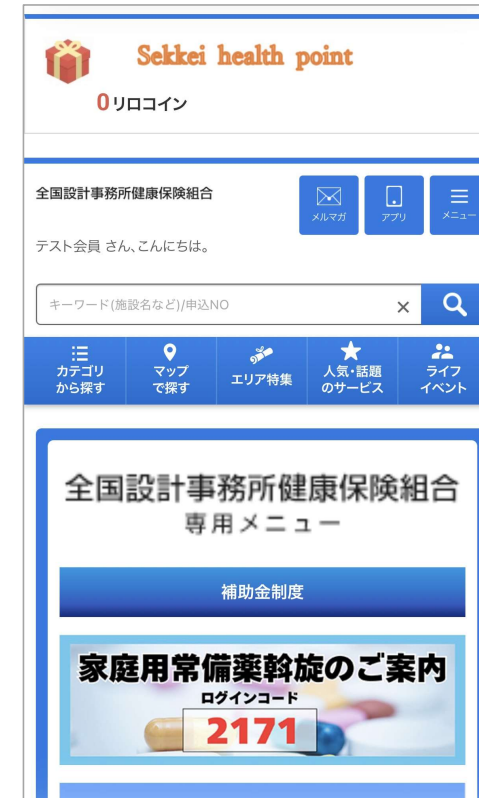 Sekkei health point
0リロコイン
全国設計事務所健康保険組合
メルマガ
アプリ
メニュー
テスト会員 さん、こんにちは。
キーワード(施設名など)/申込NO
カテゴリ
から探す
マップ
で探す
エリア特集
人気・話題
のサービス
ライフ
イベント
全国設計事務所健康保険組合
専用メニュー
補助金制度
家庭用常備薬斡旋のご案内
ログインコード
2171